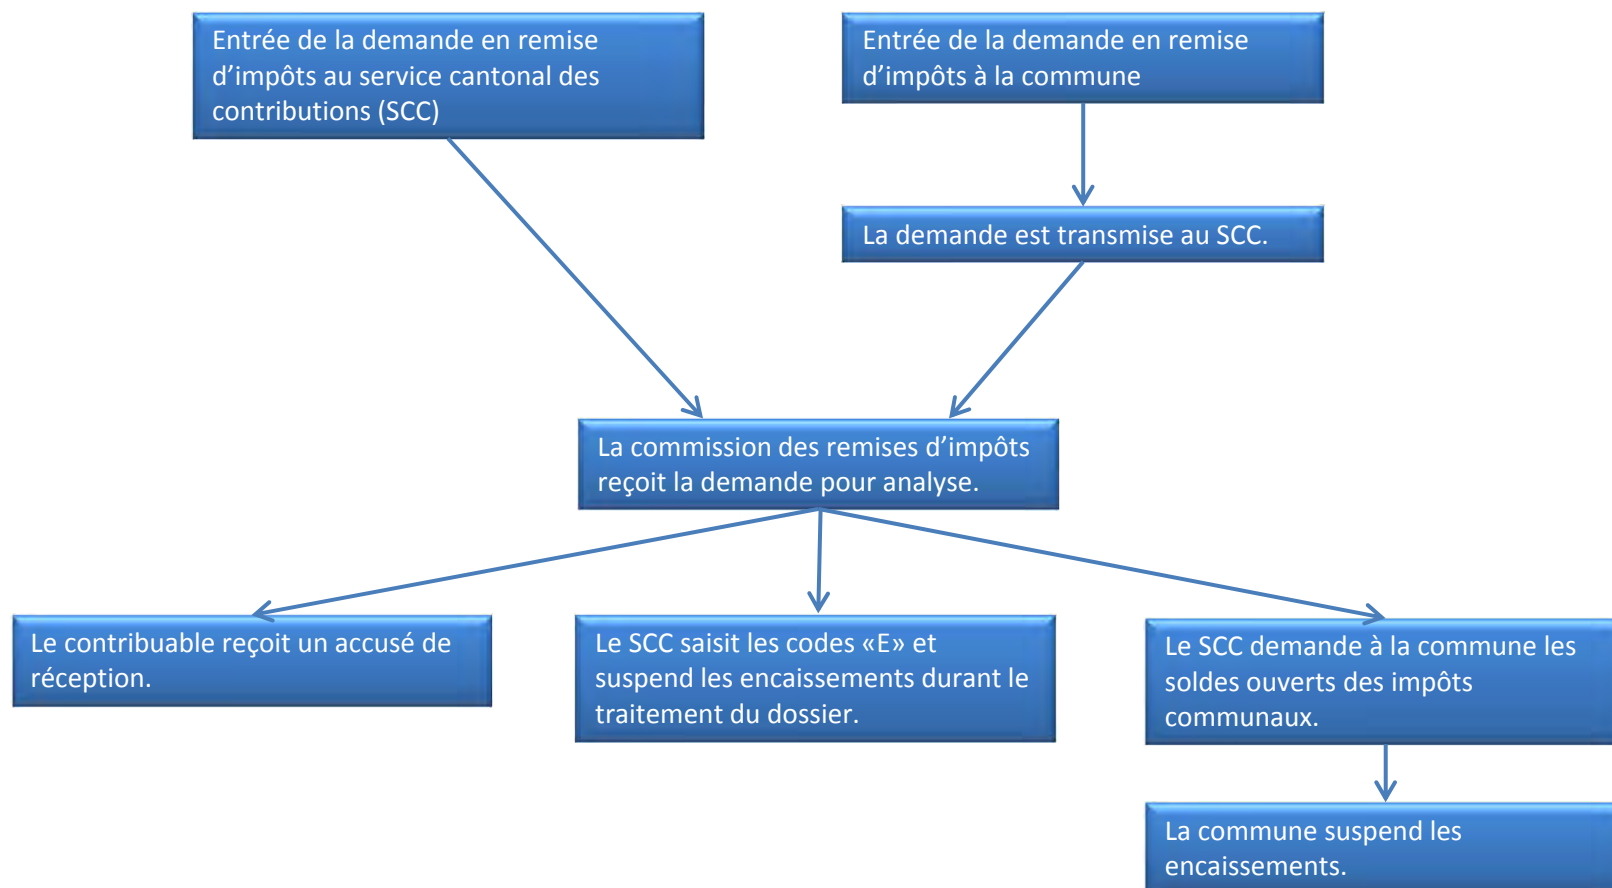 Entrée de la demande en remise
d’impôts au service cantonal des
contributions (SCC)
Entrée de la demande en remise
d’impôts à la commune
La demande est transmise au SCC.
La commission des remises d’impôts
reçoit la demande pour analyse.
Le contribuable reçoit un accusé de
réception.
Le SCC saisit les codes «E» et
suspend les encaissements durant le
traitement du dossier.
Le SCC demande à la commune les
soldes ouverts des impôts
communaux.
La commune suspend les
encaissements.